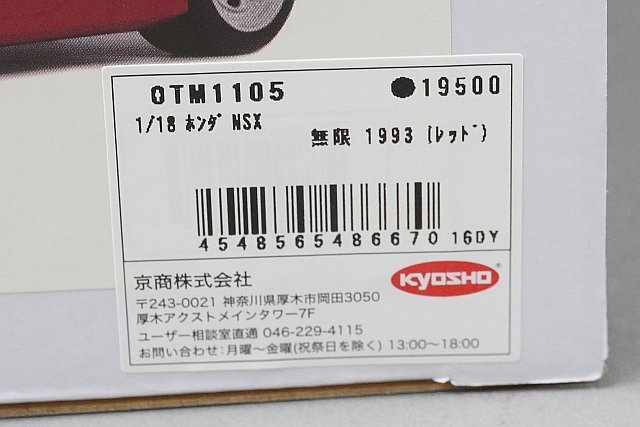 OTM1105 ●19500
1/18 ホンダ NSX
無限 1993 (レッド)
4548565486670 16DY
京商株式会社
KYOSHO
〒243-0021 神奈川県厚木市岡田3050
厚木アクストメインタワー7F
ユーザー相談室直通 046-229-4115
お問い合わせ：月曜～金曜(祝祭日を除く) 13:00～18:00